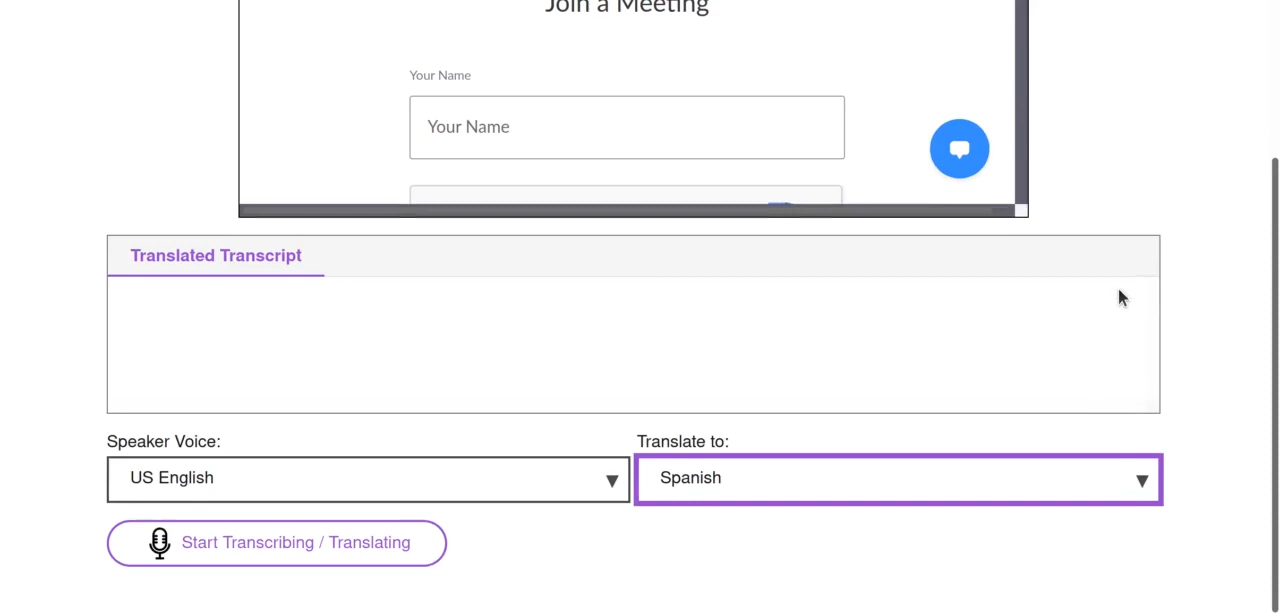 Join a Meeting
Your Name
Your Name
Translated Transcript
Speaker Voice:
Translate to:
US English
Spanish
Start Transcribing / Translating